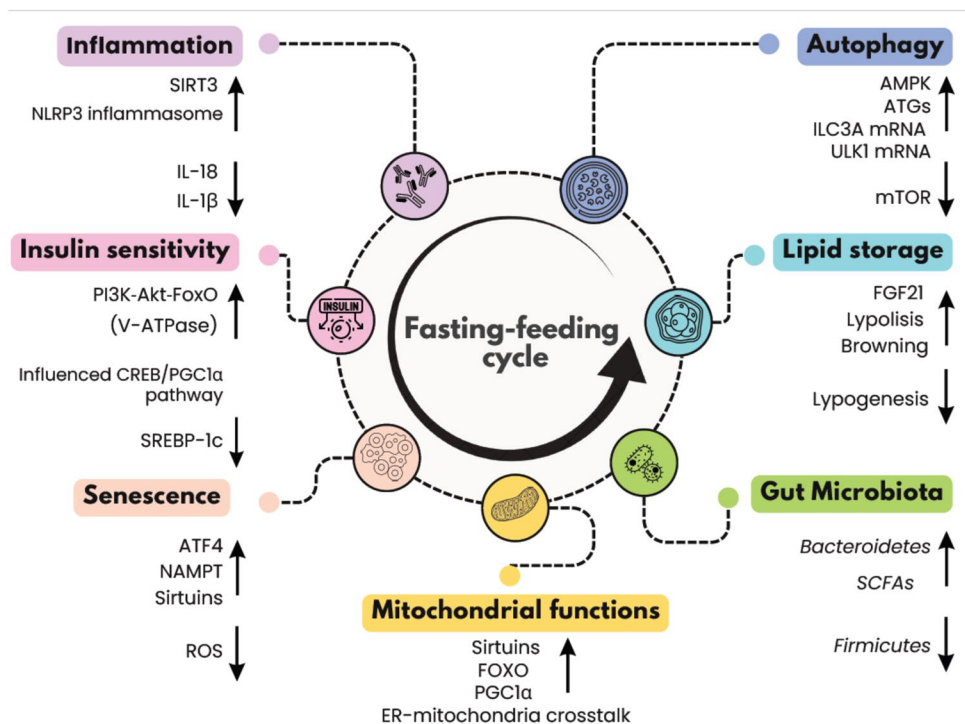 Inflammation
SIRT3
NLRP3 inflammasome
IL-18
IL-1β
Insulin sensitivity
PI3K-Akt-FoxO
(V-ATPase)
Influenced CREB/PGC1α
pathway
SREBP-1c
Senescence
ATF4
NAMPT
Sirtuins
ROS
INSULIN
Fasting-feeding
cycle
Mitochondrial functions
Sirtuins
FOXO
PGC1α
ER-mitochondria crosstalk
Autophagy
AMPK
ATGs
ILC3A mRNA
ULK1 mRNA
mTOR
Lipid storage
FGF21
Lypolisis
Browning
Lypogenesis
Gut Microbiota
Bacteroidetes
SCFAs
Firmicutes